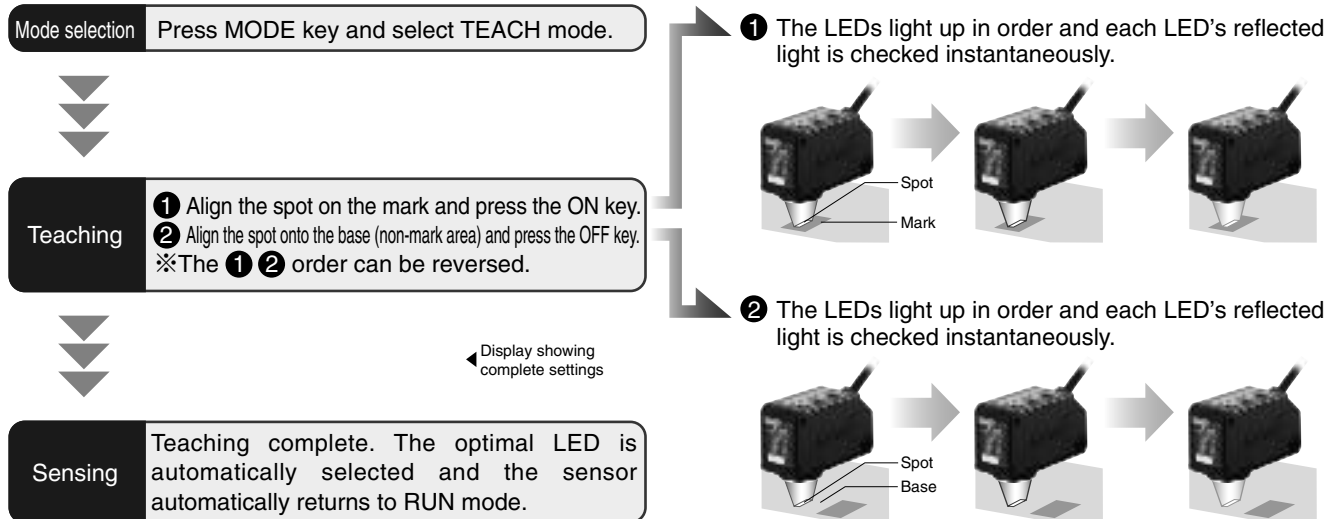 Mode selection
Press MODE key and select TEACH mode.
Teaching
❶ Align the spot on the mark and press the ON key.
❷ Align the spot onto the base (non-mark area) and press the OFF key.
※The ❶ ❷ order can be reversed.
Display showing
complete settings
Sensing
Teaching complete. The optimal LED is
automatically selected and the sensor
automatically returns to RUN mode.
❶ The LEDs light up in order and each LED’s reflected
light is checked instantaneously.
Spot
Mark
❷ The LEDs light up in order and each LED’s reflected
light is checked instantaneously.
Spot
Base